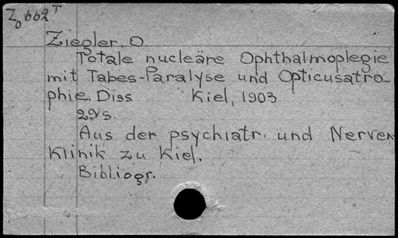 Zo 662 T
Ziegler. O.
Totale nucleäre Ophthalmoplegie
mit Tabes-Paralyse und Opticusatro-
phie. Diss Kiel, 1903
29 s.
Aus der psychiatr. und Nerven
Klinik zu Kiel.
Bibliogr.